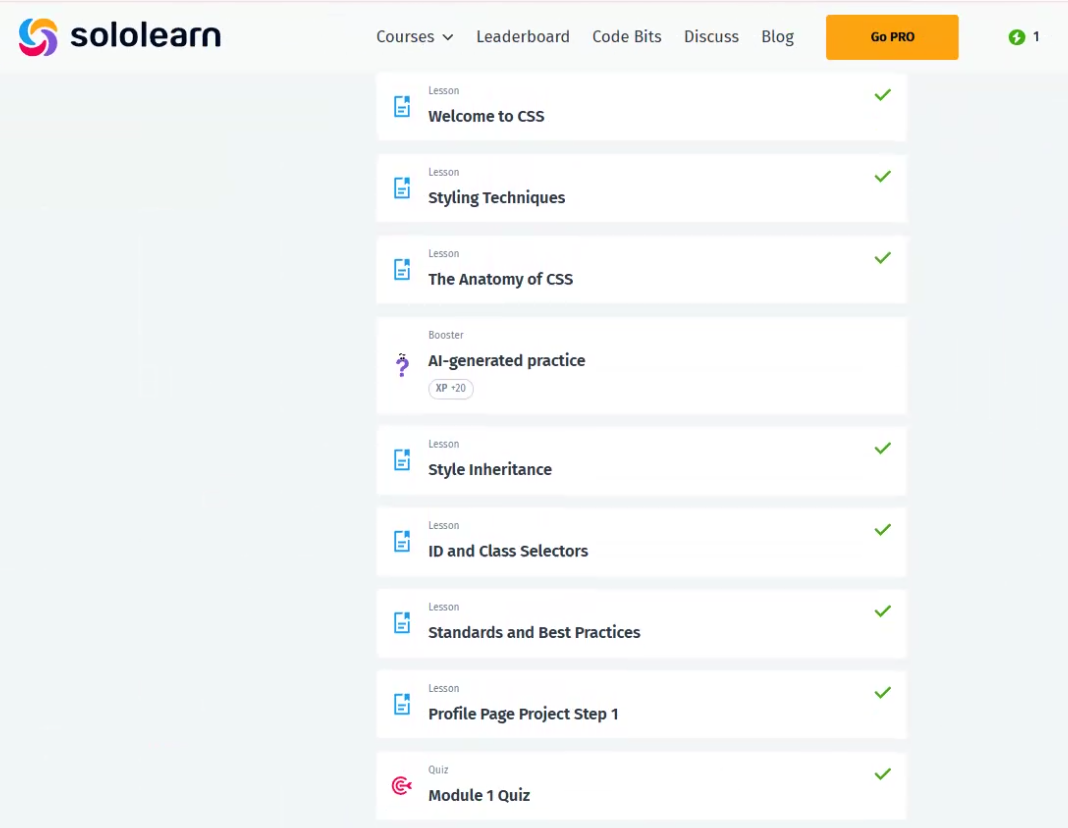 sololearn
Courses Leaderboard Code Bits Discuss Blog Go PRO 1
Lesson
Welcome to CSS
Lesson
Styling Techniques
Lesson
The Anatomy of CSS
Booster
AI-generated practice
XP +20
Lesson
Style Inheritance
Lesson
ID and Class Selectors
Lesson
Standards and Best Practices
Lesson
Profile Page Project Step 1
Quiz
Module 1 Quiz